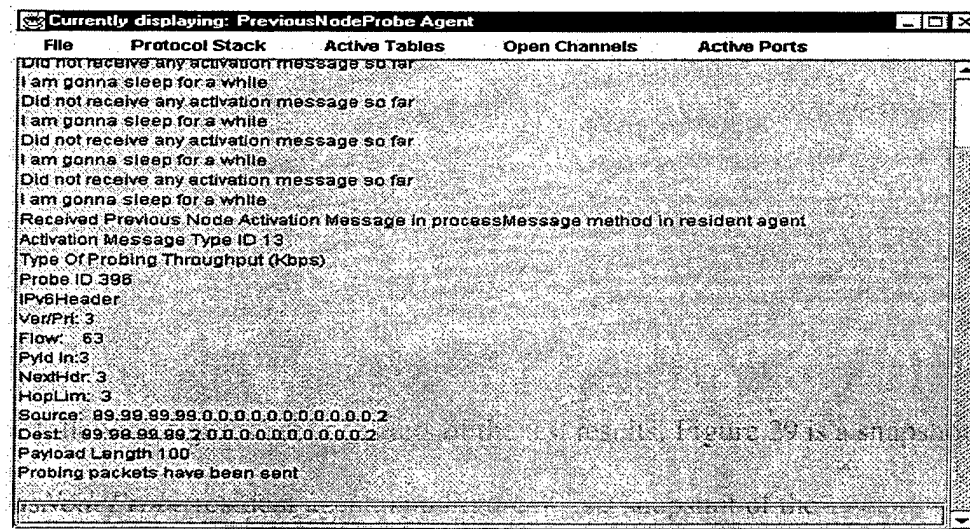 Currently displaying: PreviousNodeProbe Agent
File Protocol Stack Active Tables Open Channels Active Ports
Did not receive any activation message so far
I am gonna sleep for a while
Did not receive any activation message so far
I am gonna sleep for a while
Did not receive any activation message so far
I am gonna sleep for a while
Did not receive any activation message so far
I am gonna sleep for a while
Received Previous Node Activation Message in processMessage method in resident agent
Activation Message Type ID 13
Type Of Probing Throughput (Kbps)
Probe ID 396
IPv6Header
Ver/Pri: 3
Flow: 63
Pyld ln:3
NextHdr: 3
HopLim: 3
Source: 99.99.99.99.0.0.0.0.0.0.0.0.0.0.0.2
Dest: 99.99.99.99.2.0.0.0.0.0.0.0.0.0.0.2
Payload Length 100
Probing packets have been sent
results. Figure 39 is a snapsh